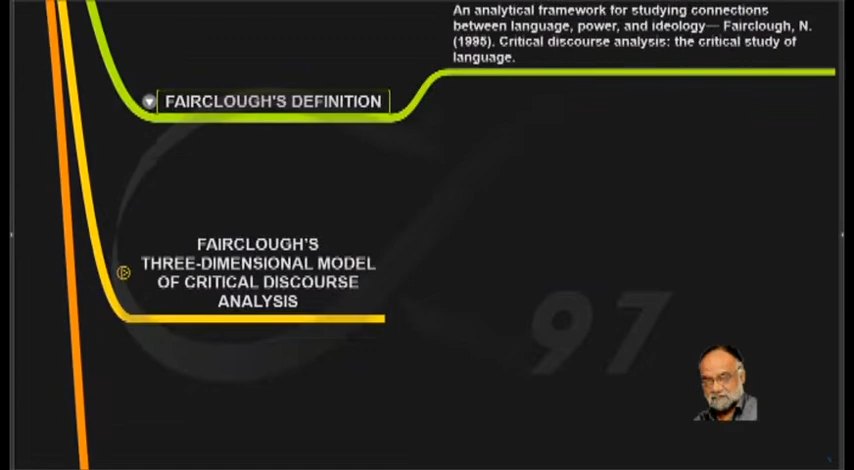 An analytical framework for studying connections
between language, power, and ideology— Fairclough, N.
(1995). Critical discourse analysis: the critical study of
language.
FAIRCLOUGH'S DEFINITION
FAIRCLOUGH'S
THREE-DIMENSIONAL MODEL
OF CRITICAL DISCOURSE
ANALYSIS
97